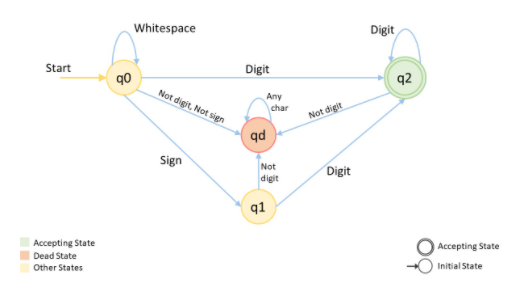 Whitespace
Digit
Start
q0
Digit
q2
Not digit, Not sign
Any
char
Not digit
qd
Sign
Not
digit
Digit
q1
Accepting State
Dead State
Other States
Accepting State
Initial State